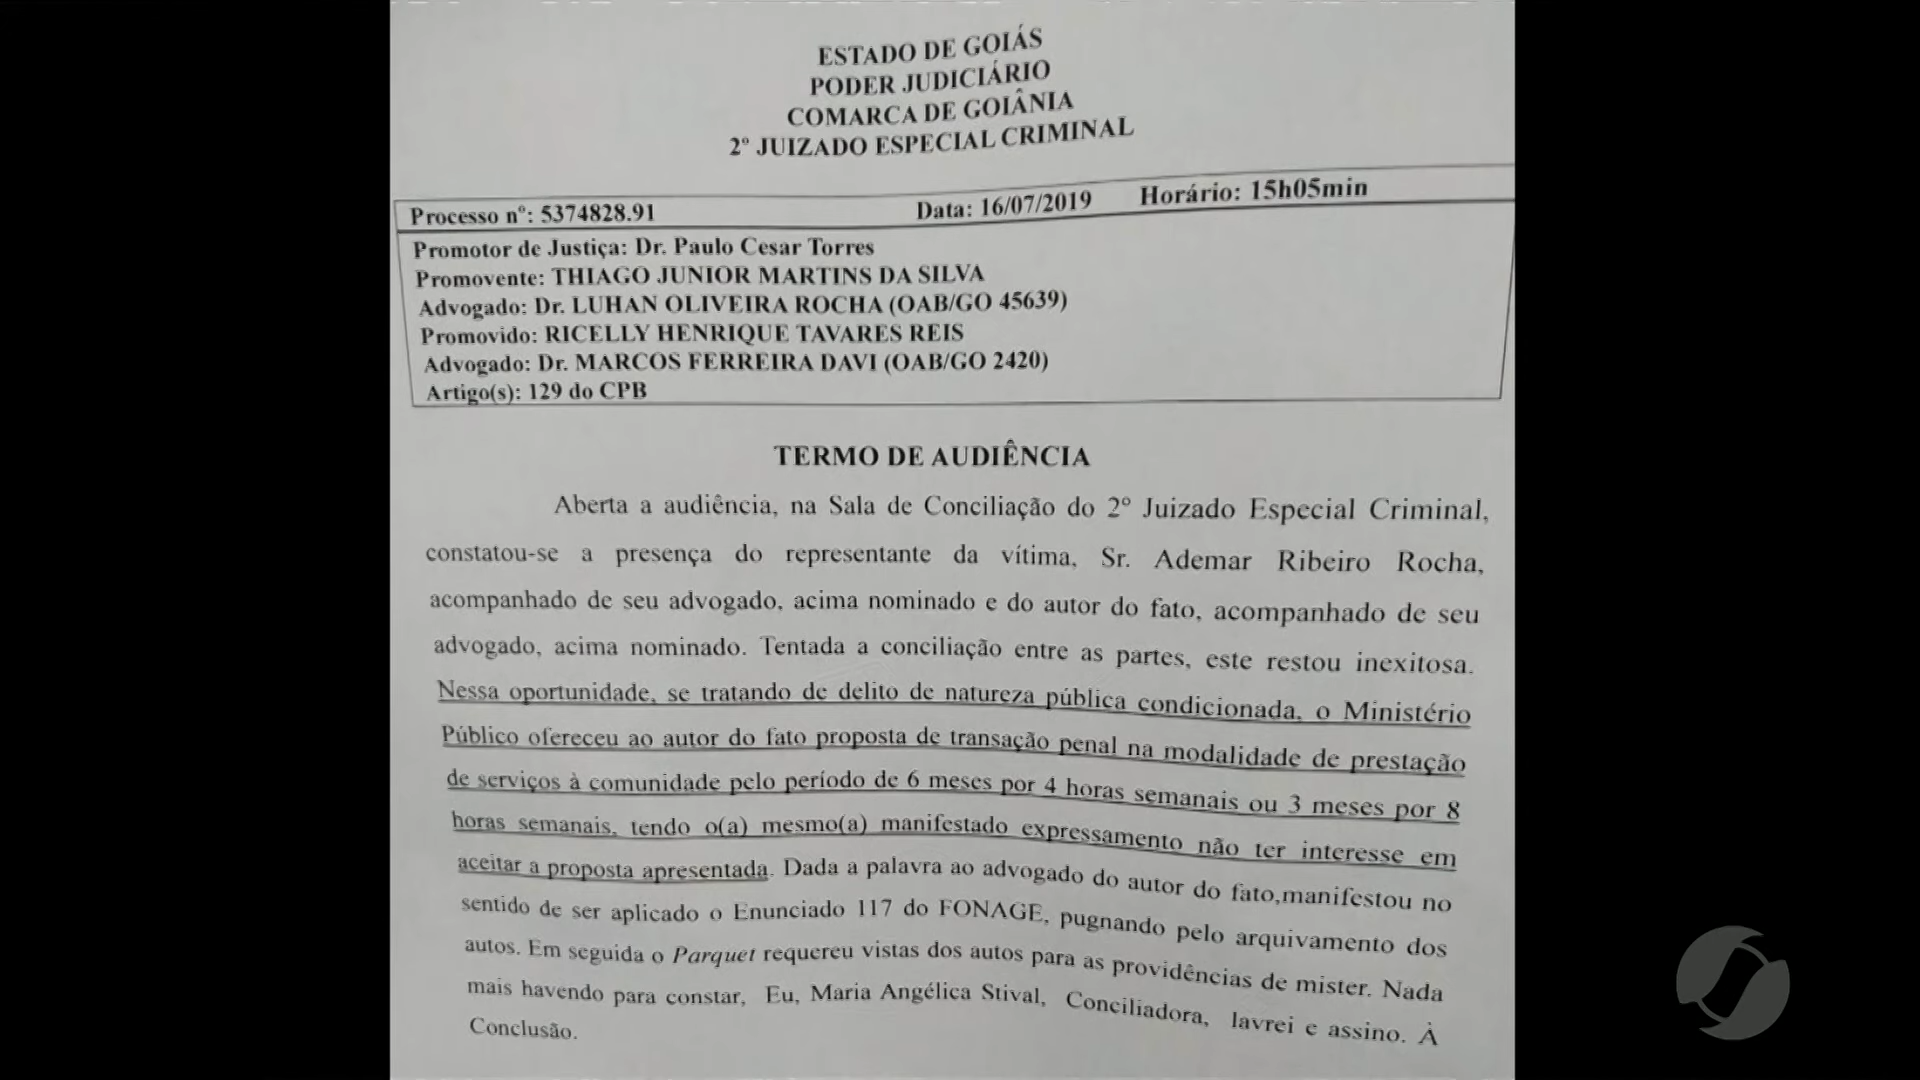 ESTADO DE GOIÁS
PODER JUDICIÁRIO
COMARCA DE GOIÂNIA
2º JUIZADO ESPECIAL CRIMINAL
Processo nº: 5374828.91 Data: 16/07/2019 Horário: 15h05min
Promotor de Justiça: Dr. Paulo Cesar Torres
Promovente: THIAGO JUNIOR MARTINS DA SILVA
Advogado: Dr. LUHAN OLIVEIRA ROCHA (OAB/GO 45639)
Promovido: RICELLY HENRIQUE TAVARES REIS
Advogado: Dr. MARCOS FERREIRA DAVI (OAB/GO 2420)
Artigo(s): 129 do CPB
TERMO DE AUDIÊNCIA
Aberta a audiência, na Sala de Conciliação do 2º Juizado Especial Criminal,
constatou-se a presença do representante da vítima, Sr. Ademar Ribeiro Rocha,
acompanhado de seu advogado, acima nominado e do autor do fato, acompanhado de seu
advogado, acima nominado. Tentada a conciliação entre as partes, este restou inexitosa.
Nessa oportunidade, se tratando de delito de natureza pública condicionada, o Ministério
Público ofereceu ao autor do fato proposta de transação penal na modalidade de prestação
de serviços à comunidade pelo período de 6 meses por 4 horas semanais ou 3 meses por 8
horas semanais, tendo o(a) mesmo(a) manifestado expressamento não ter interesse em
aceitar a proposta apresentada. Dada a palavra ao advogado do autor do fato,manifestou no
sentido de ser aplicado o Enunciado 117 do FONAGE, pugnando pelo arquivamento dos
autos. Em seguida o Parquet requereu vistas dos autos para as providências de mister. Nada
mais havendo para constar, Eu, Maria Angélica Stival, Conciliadora, lavrei e assino. À
Conclusão.